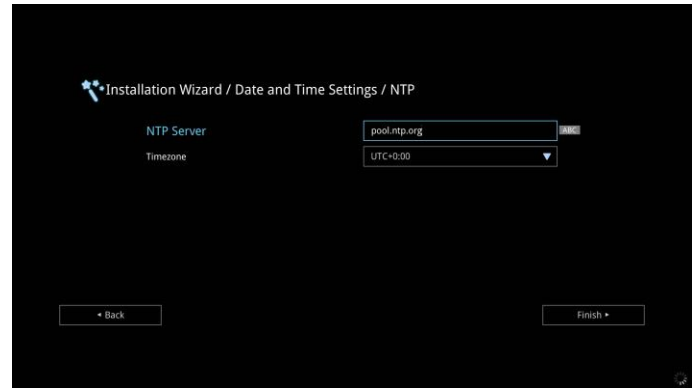 Installation Wizard / Date and Time Settings / NTP
NTP Server pool.ntp.org ABC
Timezone UTC+0:00
Back Finish